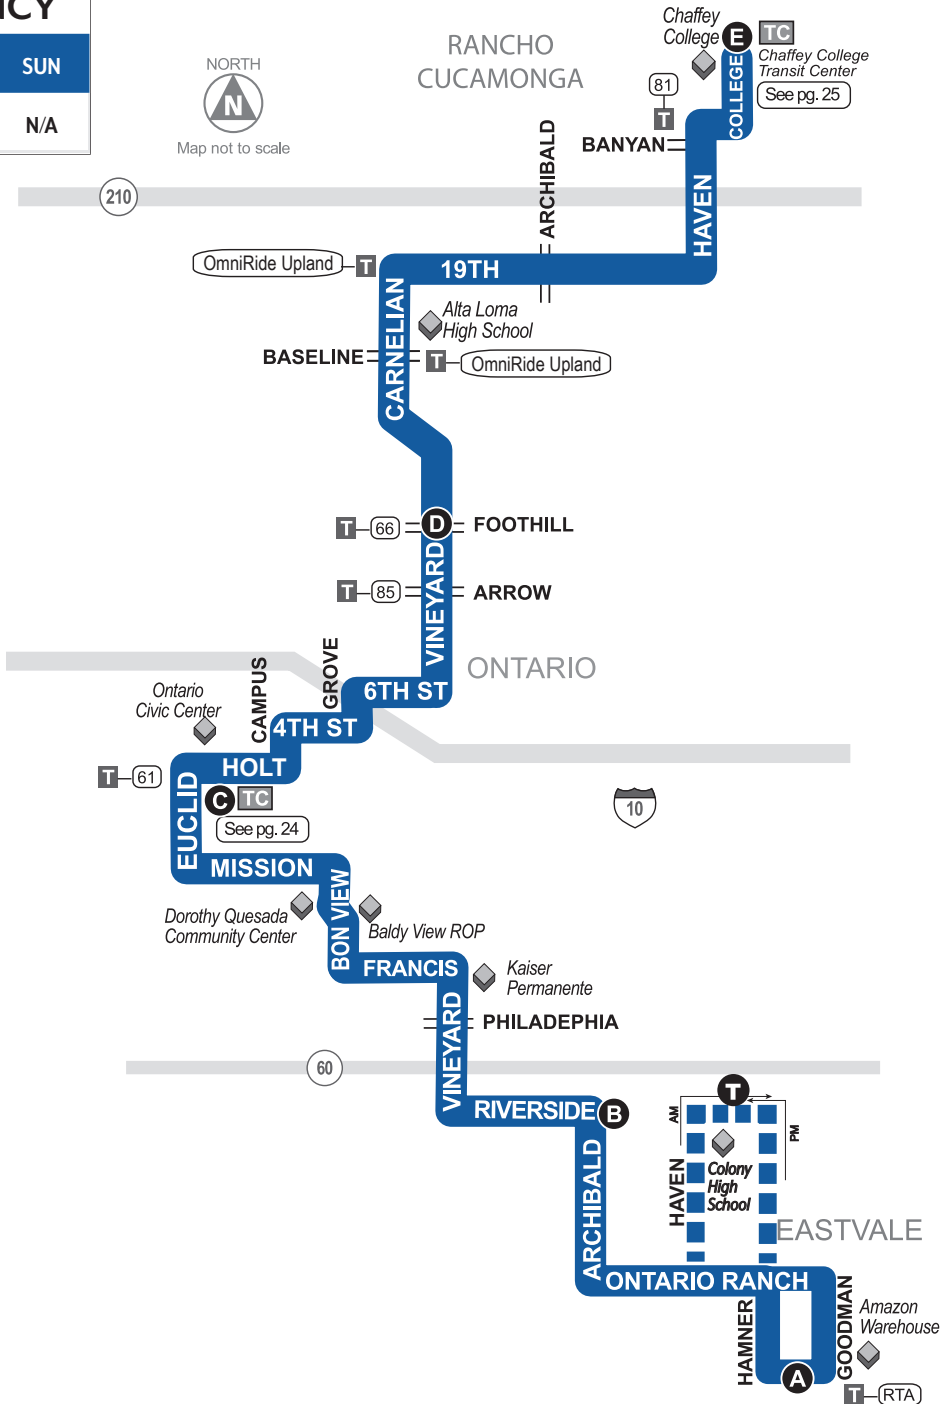 ICY
SUN
N/A
NORTH
N
Map not to scale
RANCHO
CUCAMONGA
Chaffey
College
E
TC
Chaffey College
Transit Center
See pg. 25
81
T
COLLEGE
BANYAN
ARCHIBALD
HAVEN
210
OmniRide Upland
T
19TH
CARNELIAN
Alta Loma
High School
BASELINE
T
OmniRide Upland
T
66
D
FOOTHILL
T
85
ARROW
VINEYARD
ONTARIO
GROVE
CAMPUS
6TH ST
Ontario
Civic Center
4TH ST
HOLT
T
61
EUCLID
C
TC
See pg. 24
10
MISSION
BON VIEW
Dorothy Quesada
Community Center
Baldy View ROP
FRANCIS
Kaiser
Permanente
VINEYARD
PHILADEPHIA
60
RIVERSIDE
B
T
AM
PM
HAVEN
Colony
High
School
ARCHIBALD
EASTVALE
ONTARIO RANCH
HAMNER
GOODMAN
Amazon
Warehouse
A
T
RTA